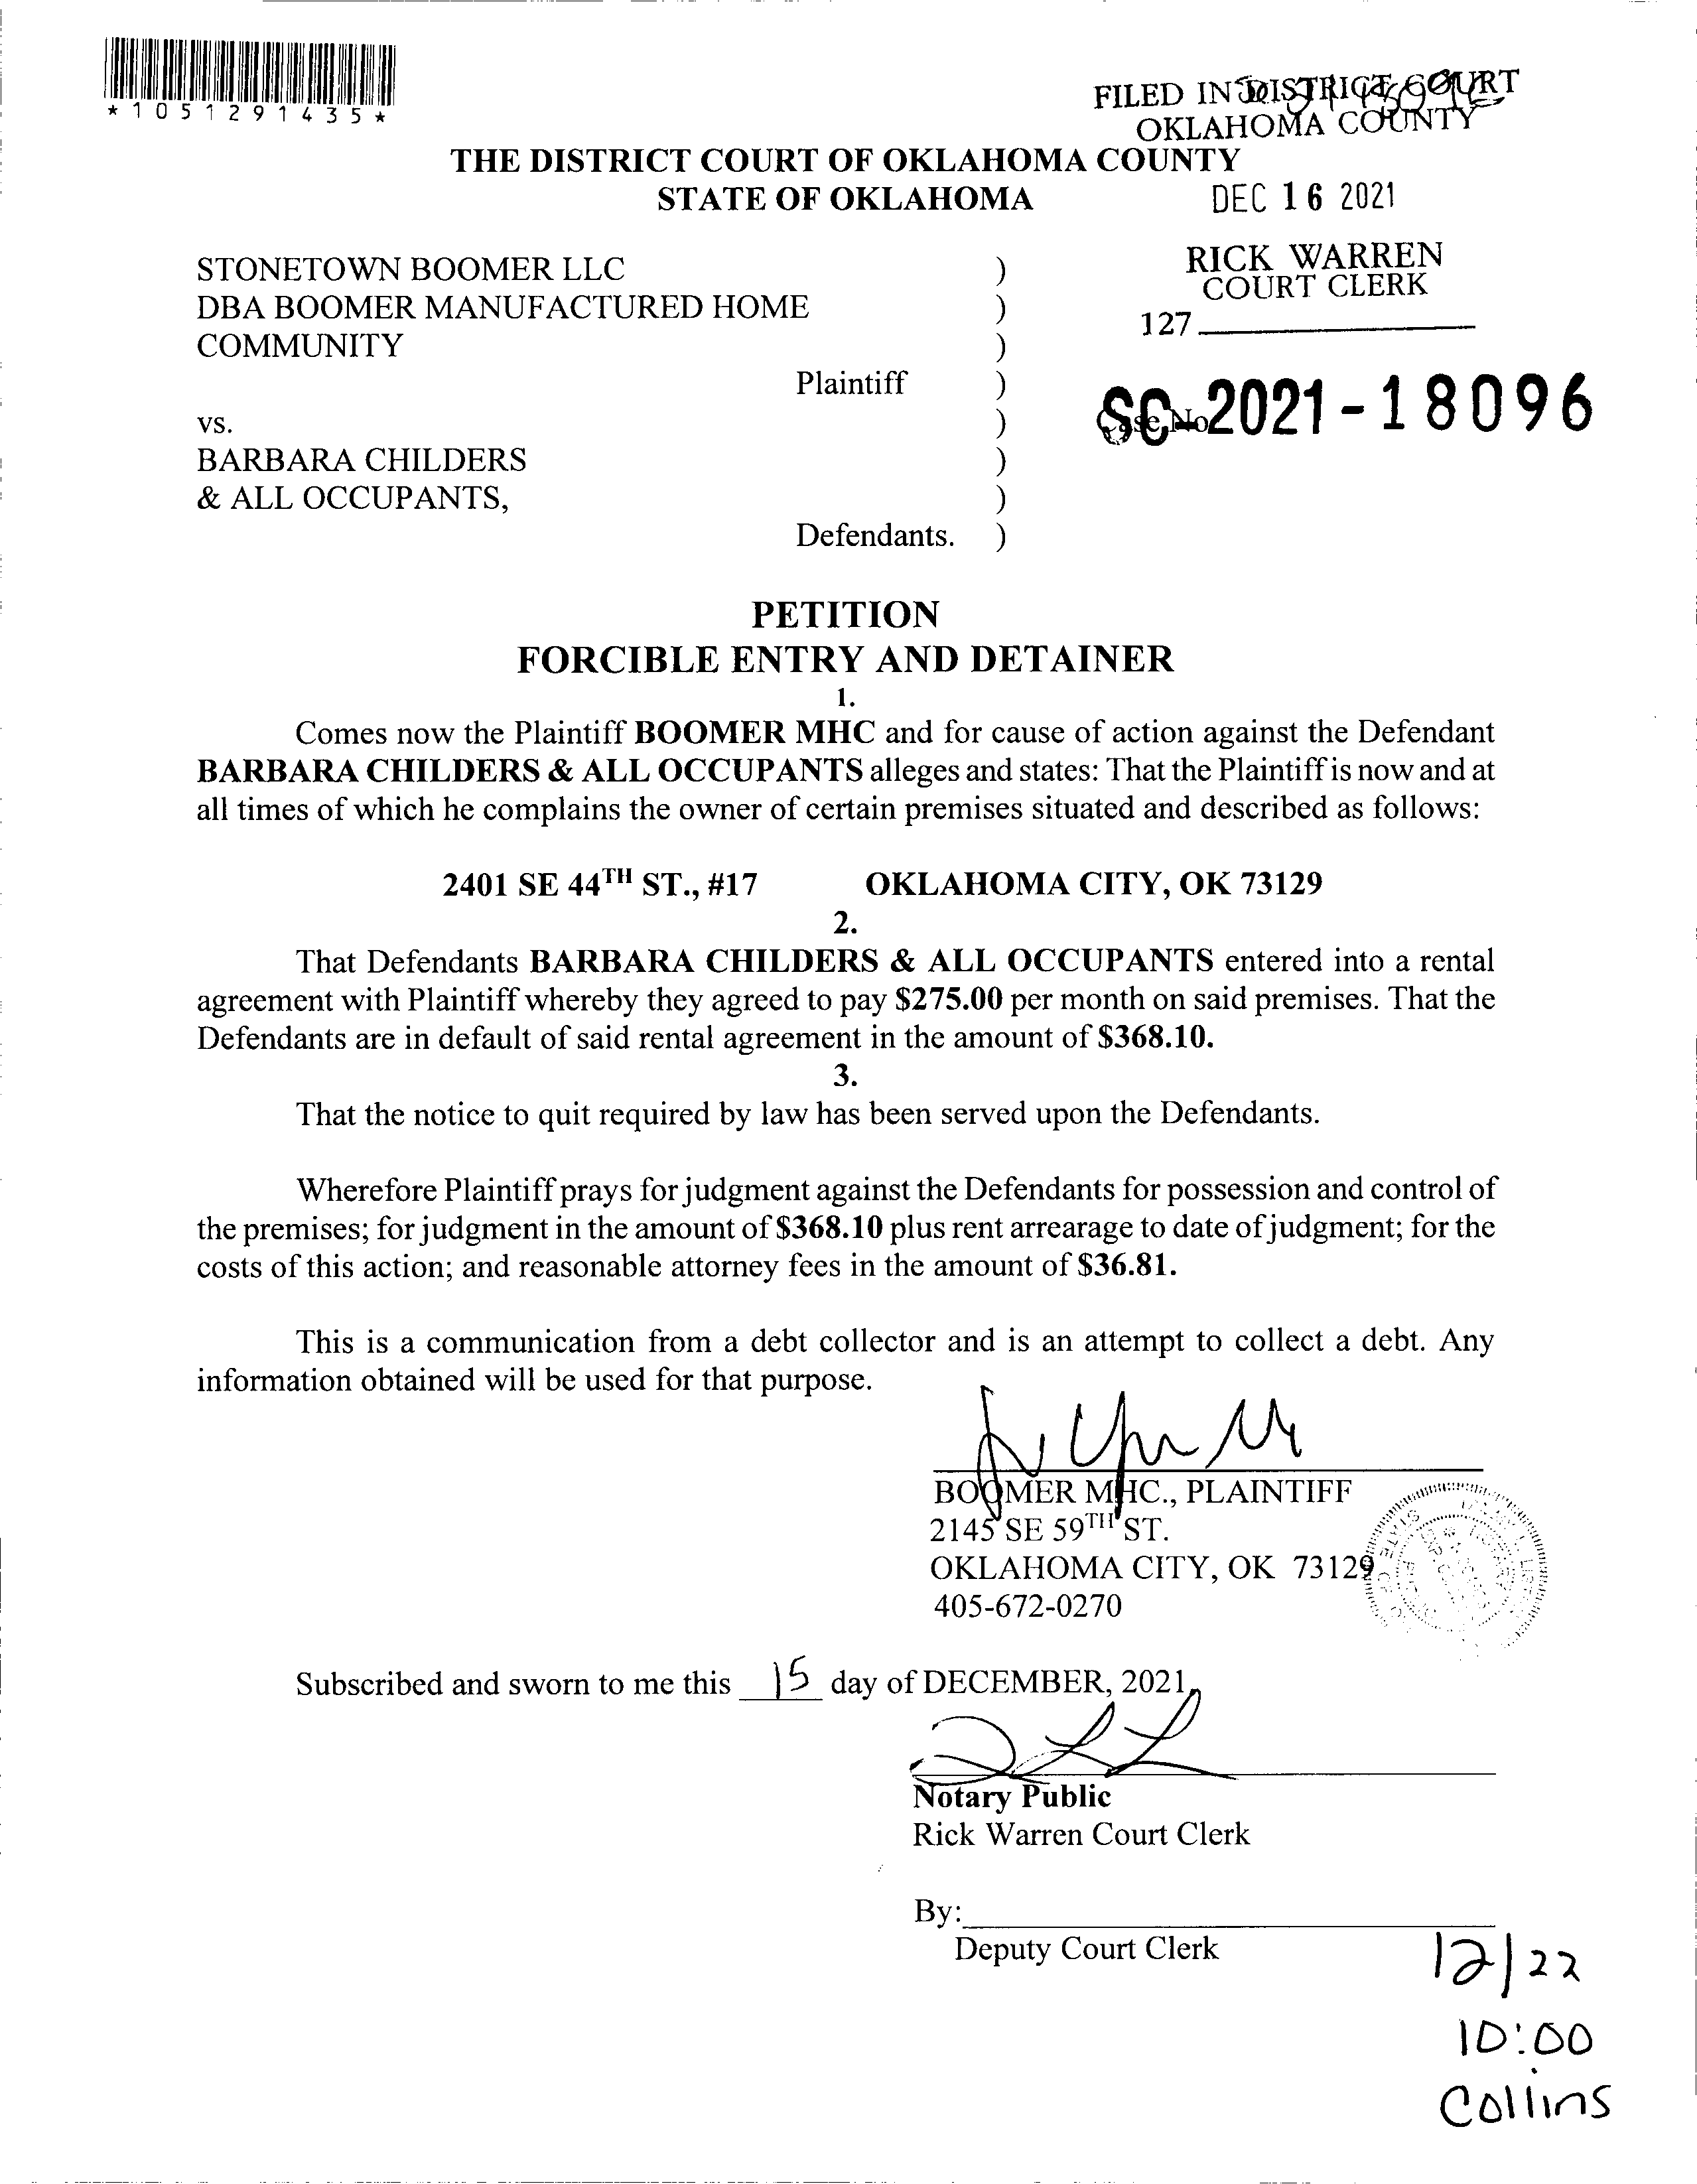 *1051291435*
FILED IN DISTRICT COURT
OKLAHOMA COUNTY
THE DISTRICT COURT OF OKLAHOMA COUNTY
STATE OF OKLAHOMA
DEC 16 2021
RICK WARREN
COURT CLERK
127
STONETOWN BOOMER LLC )
DBA BOOMER MANUFACTURED HOME )
COMMUNITY )
Plaintiff )
Case No
SC-2021-18096
vs. )
BARBARA CHILDERS )
& ALL OCCUPANTS, )
Defendants. )
PETITION
FORCIBLE ENTRY AND DETAINER
1.
Comes now the Plaintiff BOOMER MHC and for cause of action against the Defendant
BARBARA CHILDERS & ALL OCCUPANTS alleges and states: That the Plaintiff is now and at
all times of which he complains the owner of certain premises situated and described as follows:
2401 SE 44TH ST., #17 OKLAHOMA CITY, OK 73129
2.
That Defendants BARBARA CHILDERS & ALL OCCUPANTS entered into a rental
agreement with Plaintiff whereby they agreed to pay $275.00 per month on said premises. That the
Defendants are in default of said rental agreement in the amount of $368.10.
3.
That the notice to quit required by law has been served upon the Defendants.
Wherefore Plaintiff prays for judgment against the Defendants for possession and control of
the premises; for judgment in the amount of $368.10 plus rent arrearage to date of judgment; for the
costs of this action; and reasonable attorney fees in the amount of $36.81.
This is a communication from a debt collector and is an attempt to collect a debt. Any
information obtained will be used for that purpose.
BOOMER MHC., PLAINTIFF
2145 SE 59TH ST.
OKLAHOMA CITY, OK 73129
405-672-0270
Subscribed and sworn to me this 15 day of DECEMBER, 2021.
Notary Public
Rick Warren Court Clerk
By:
Deputy Court Clerk
12/22
10:00
Collins